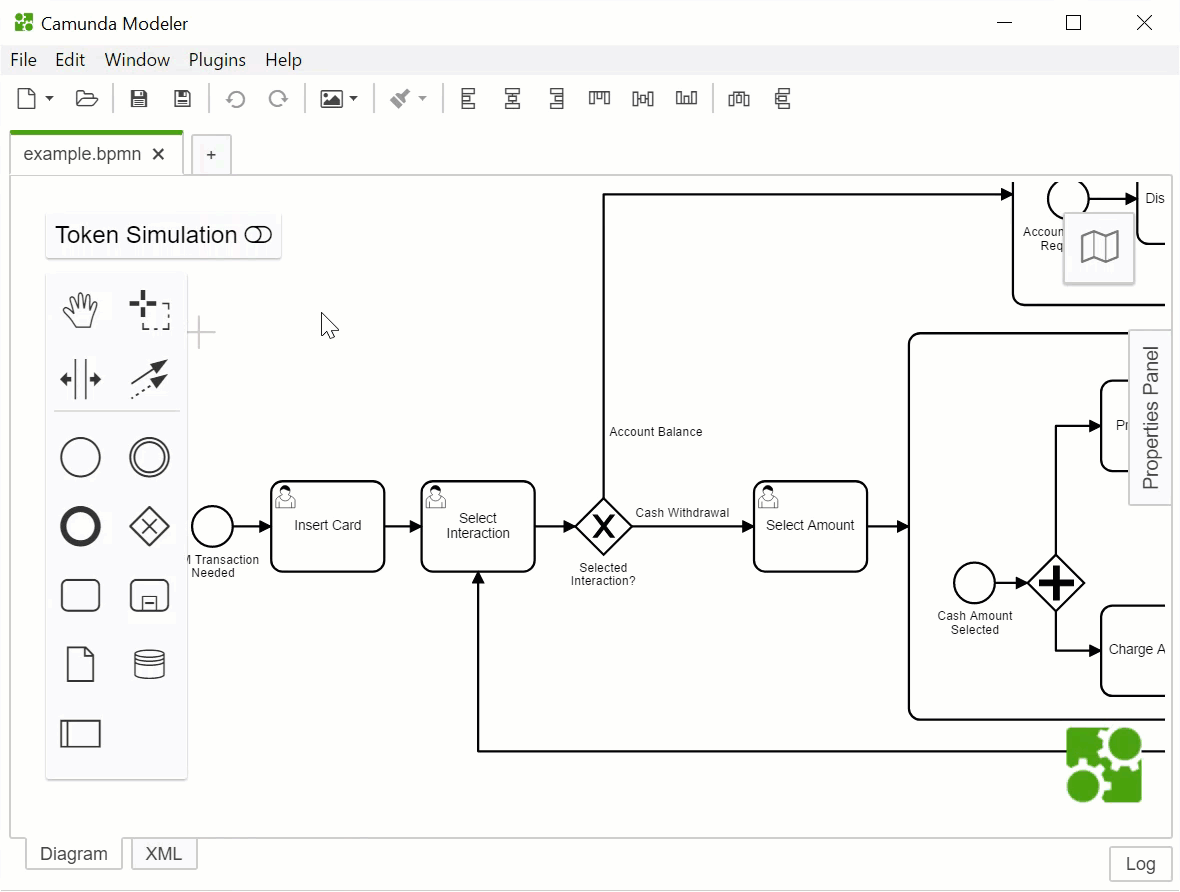 Camunda Modeler
File Edit Window Plugins Help
example.bpmn
+
Token Simulation
Dis
Accoun
Req
Properties Panel
Account Balance
Pr
Cash Withdrawal
Insert Card
Select
Interaction
Select Amount
M Transaction
Needed
Selected
Interaction?
Cash Amount
Selected
Charge A
Diagram
XML
Log